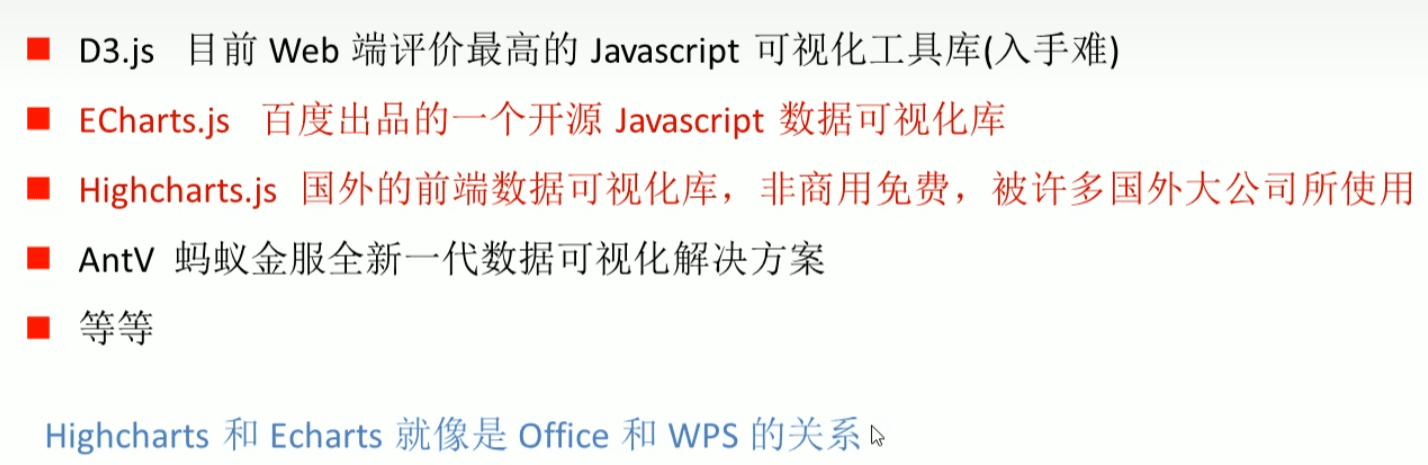 D3.js 目前 Web 端评价最高的 Javascript 可视化工具库(入手难)
ECharts.js 百度出品的一个开源 Javascript 数据可视化库
Highcharts.js 国外的前端数据可视化库，非商用免费，被许多国外大公司所使用
AntV 蚂蚁金服全新一代数据可视化解决方案
等等
Highcharts 和 Echarts 就像是 Office 和 WPS 的关系